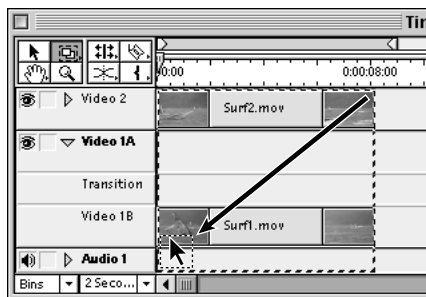 Tin
0:00
0:00:08:00
Video 2
Surf2.mov
Video 1A
Transition
Video 1B
Surf1.mov
Audio 1
Bins
2 Seco...